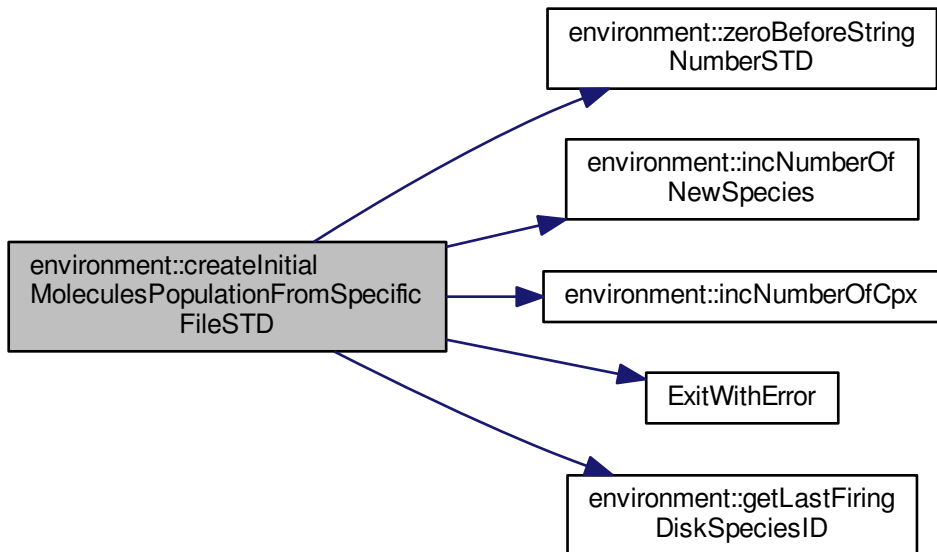 environment::zeroBeforeString
NumberSTD
environment::incNumberOf
NewSpecies
environment::createInitial
MoleculesPopulationFromSpecific
FileSTD
environment::incNumberOfCpx
ExitWithError
environment::getLastFiring
DiskSpeciesID